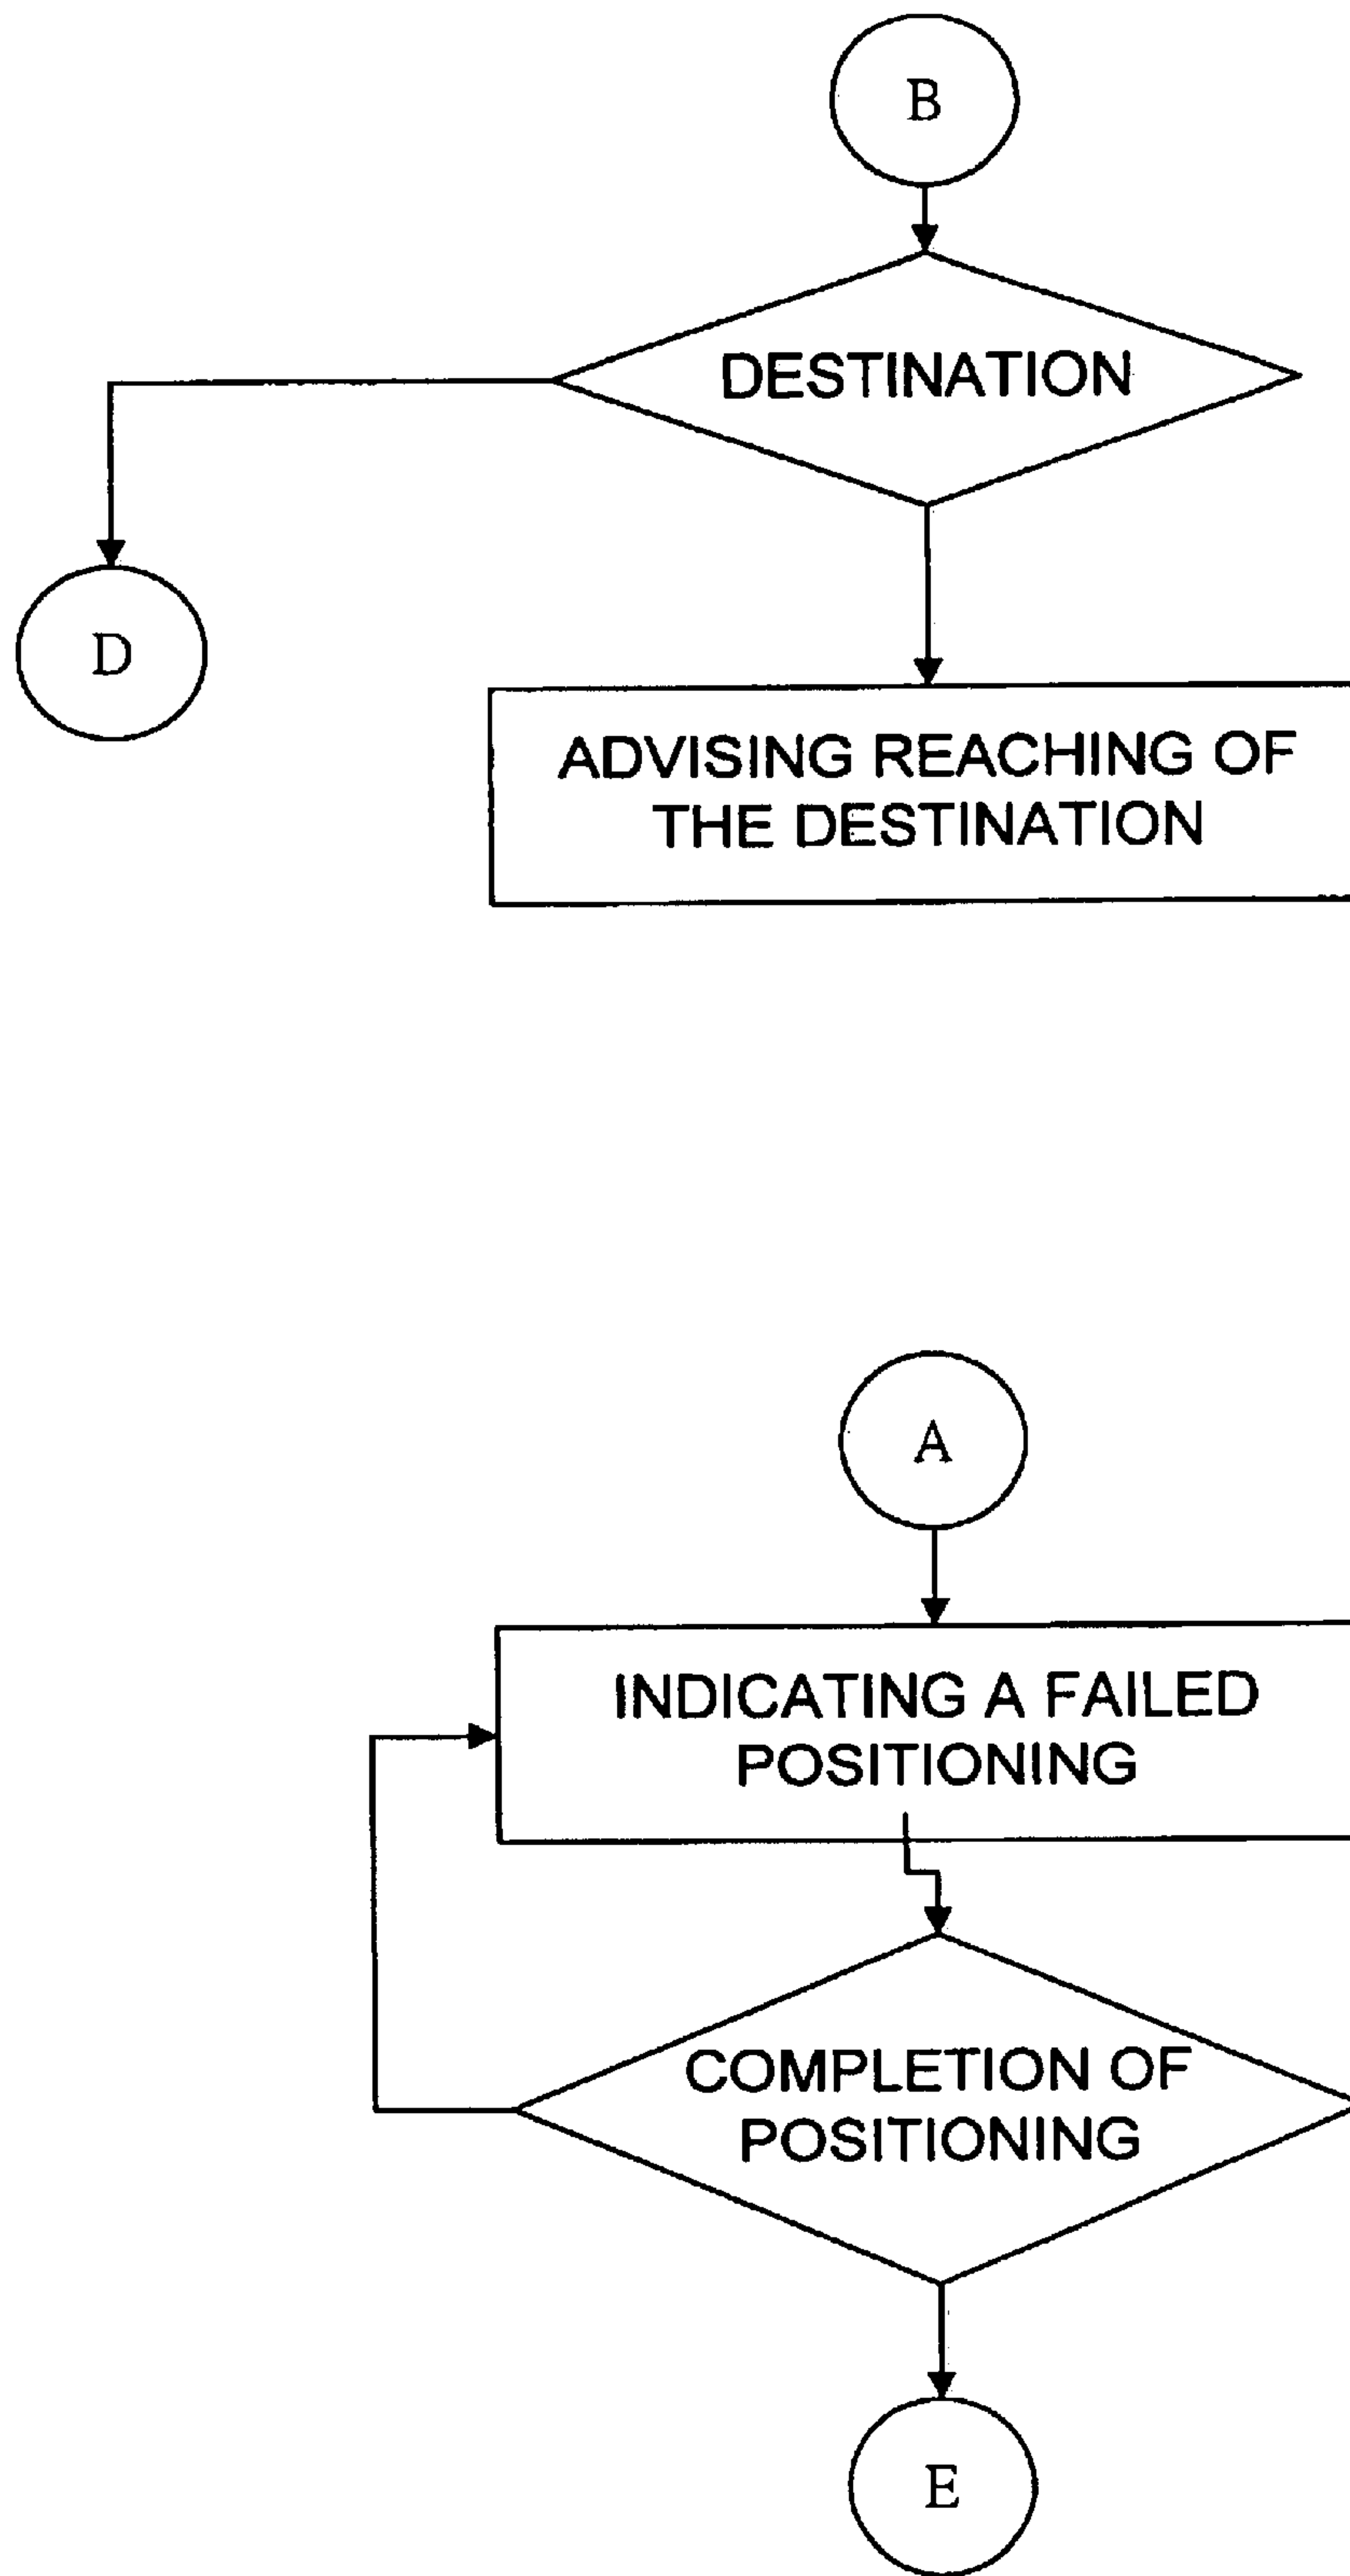 B
DESTINATION
D
ADVISING REACHING OF
THE DESTINATION
A
INDICATING A FAILED
POSITIONING
COMPLETION OF
POSITIONING
E